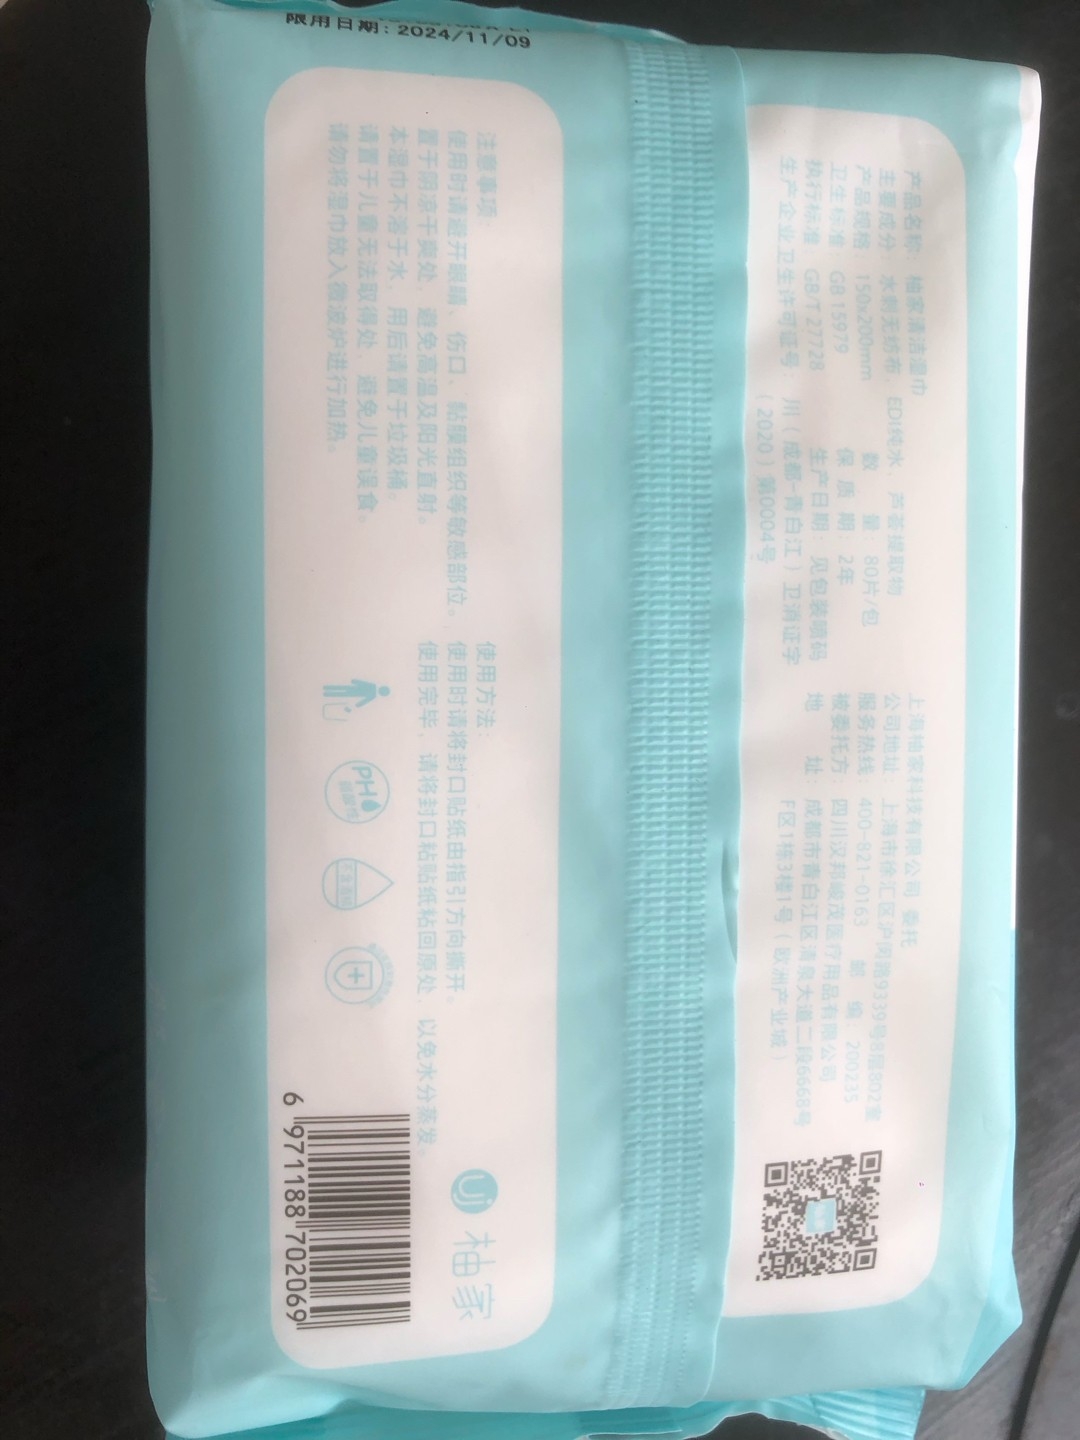 限用日期:2024/11/09
产品名称：柚家清洁湿巾
主要成分：水刺无纺布、EDI纯水、芦荟提取物
产品规格：150x200mm 数量：80片/包
卫生标准：GB 15979 保质期：2年
执行标准：GB/T 27728 生产日期：见包装喷码
生产企业卫生许可证号：川（成都-青白江）卫消证字
（2020）第0004号
上海柚家科技有限公司 委托
公司地址：上海市徐汇区沪闵路9339号8层802室
服务热线：400-821-0163 邮编：200235
被委托方：四川汉邦峻茂医疗用品有限公司
地址：成都市青白江区清泉大道二段6668号
F区1栋3楼1号（欧洲产业城）
注意事项：
使用时请避开眼睛、伤口、黏膜组织等敏感部位。
置于阴凉干爽处，避免高温及阳光直射。
本湿巾不溶于水，用后请置于垃圾桶。
请置于儿童无法取得处，避免儿童误食。
请勿将湿巾放入微波炉进行加热。
使用方法：
使用时请将封口贴纸由指引方向撕开。
使用完毕，请将封口粘贴纸粘回原处，以免水分蒸发。
PH
Uj 柚家
6 971188 702069